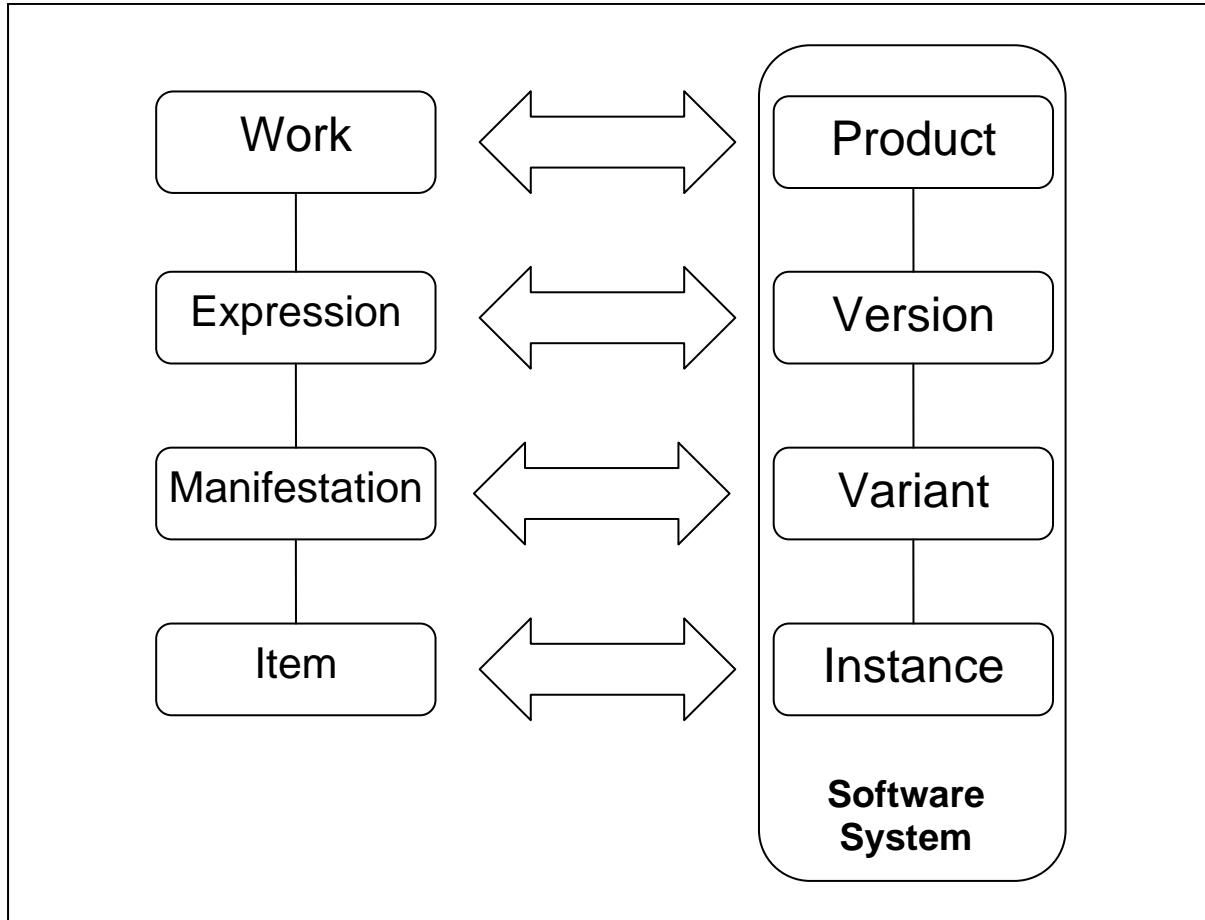 Work
Product
Expression
Version
Manifestation
Variant
Item
Instance
Software
System